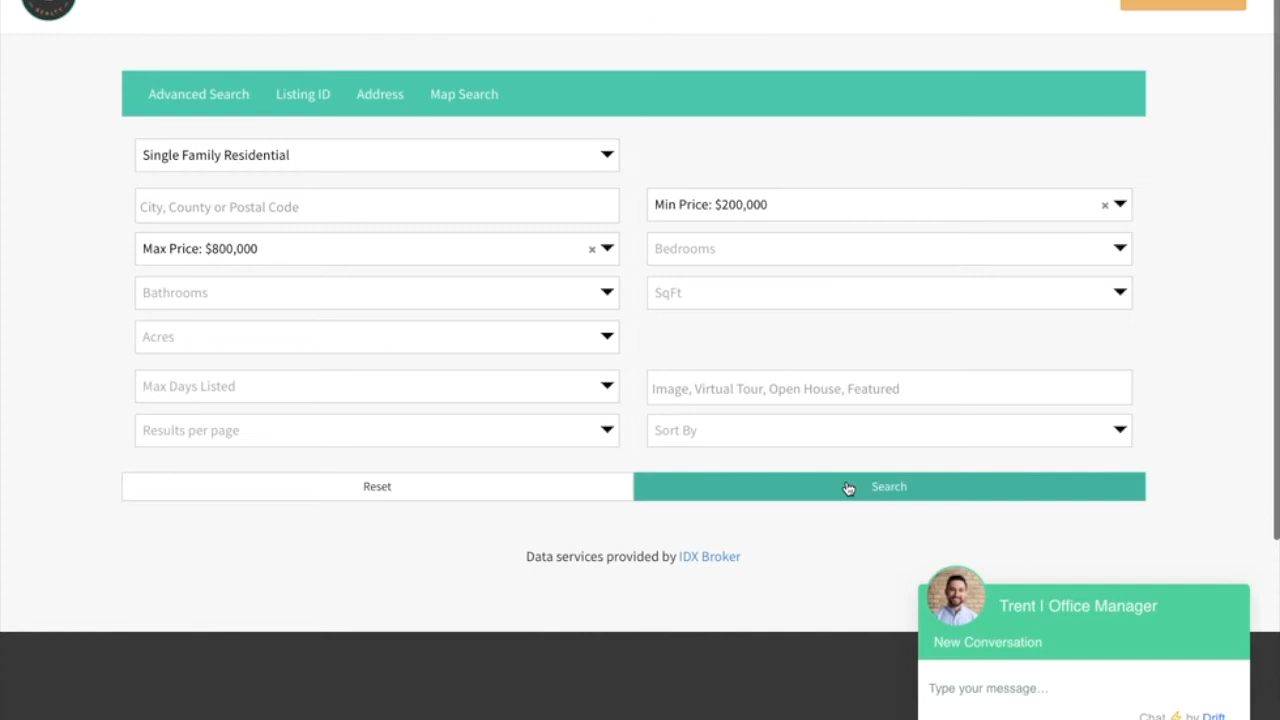 REALTY
Advanced Search Listing ID Address Map Search
Single Family Residential
City, County or Postal Code
Min Price: $200,000
Max Price: $800,000
Bedrooms
Bathrooms
SqFt
Acres
Max Days Listed
Image, Virtual Tour, Open House, Featured
Results per page
Sort By
Reset
Search
Data services provided by IDX Broker
Trent | Office Manager
New Conversation
Type your message...
Chat ⚡ by Drift